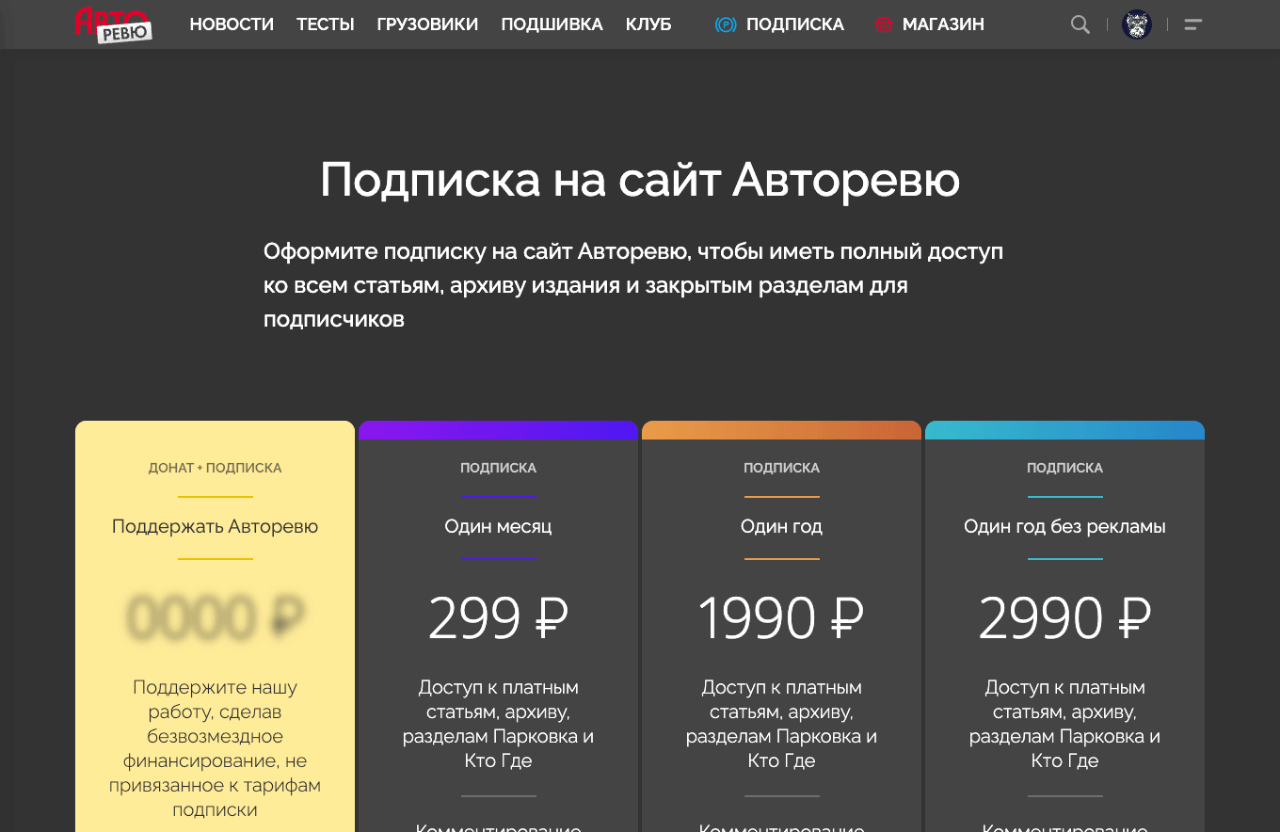 АВТО РЕВЮ
НОВОСТИ ТЕСТЫ ГРУЗОВИКИ ПОДШИВКА КЛУБ ПОДПИСКА МАГАЗИН
Подписка на сайт Авторевю
Оформите подписку на сайт Авторевю, чтобы иметь полный доступ
ко всем статьям, архиву издания и закрытым разделам для
подписчиков
ДОНАТ + ПОДПИСКА
Поддержать Авторевю
0000 ₽
Поддержите нашу
работу, сделав
безвозмездное
финансирование, не
привязанное к тарифам
подписки
ПОДПИСКА
Один месяц
299 ₽
Доступ к платным
статьям, архиву,
разделам Парковка и
Кто Где
Комментирование
ПОДПИСКА
Один год
1990 ₽
Доступ к платным
статьям, архиву,
разделам Парковка и
Кто Где
Комментирование
ПОДПИСКА
Один год без рекламы
2990 ₽
Доступ к платным
статьям, архиву,
разделам Парковка и
Кто Где
Комментирование